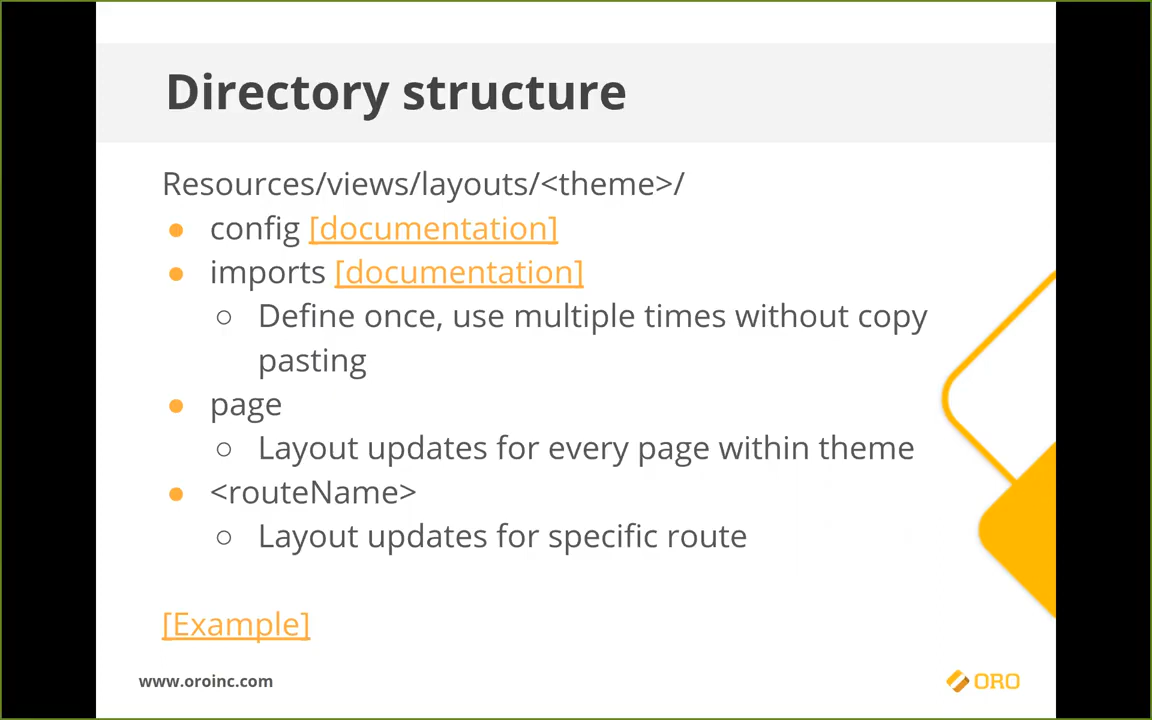 Directory structure
Resources/views/layouts/<theme>/
● config [documentation]
● imports [documentation]
○ Define once, use multiple times without copy
pasting
● page
○ Layout updates for every page within theme
● <routeName>
○ Layout updates for specific route
[Example]
www.oroinc.com
ORO